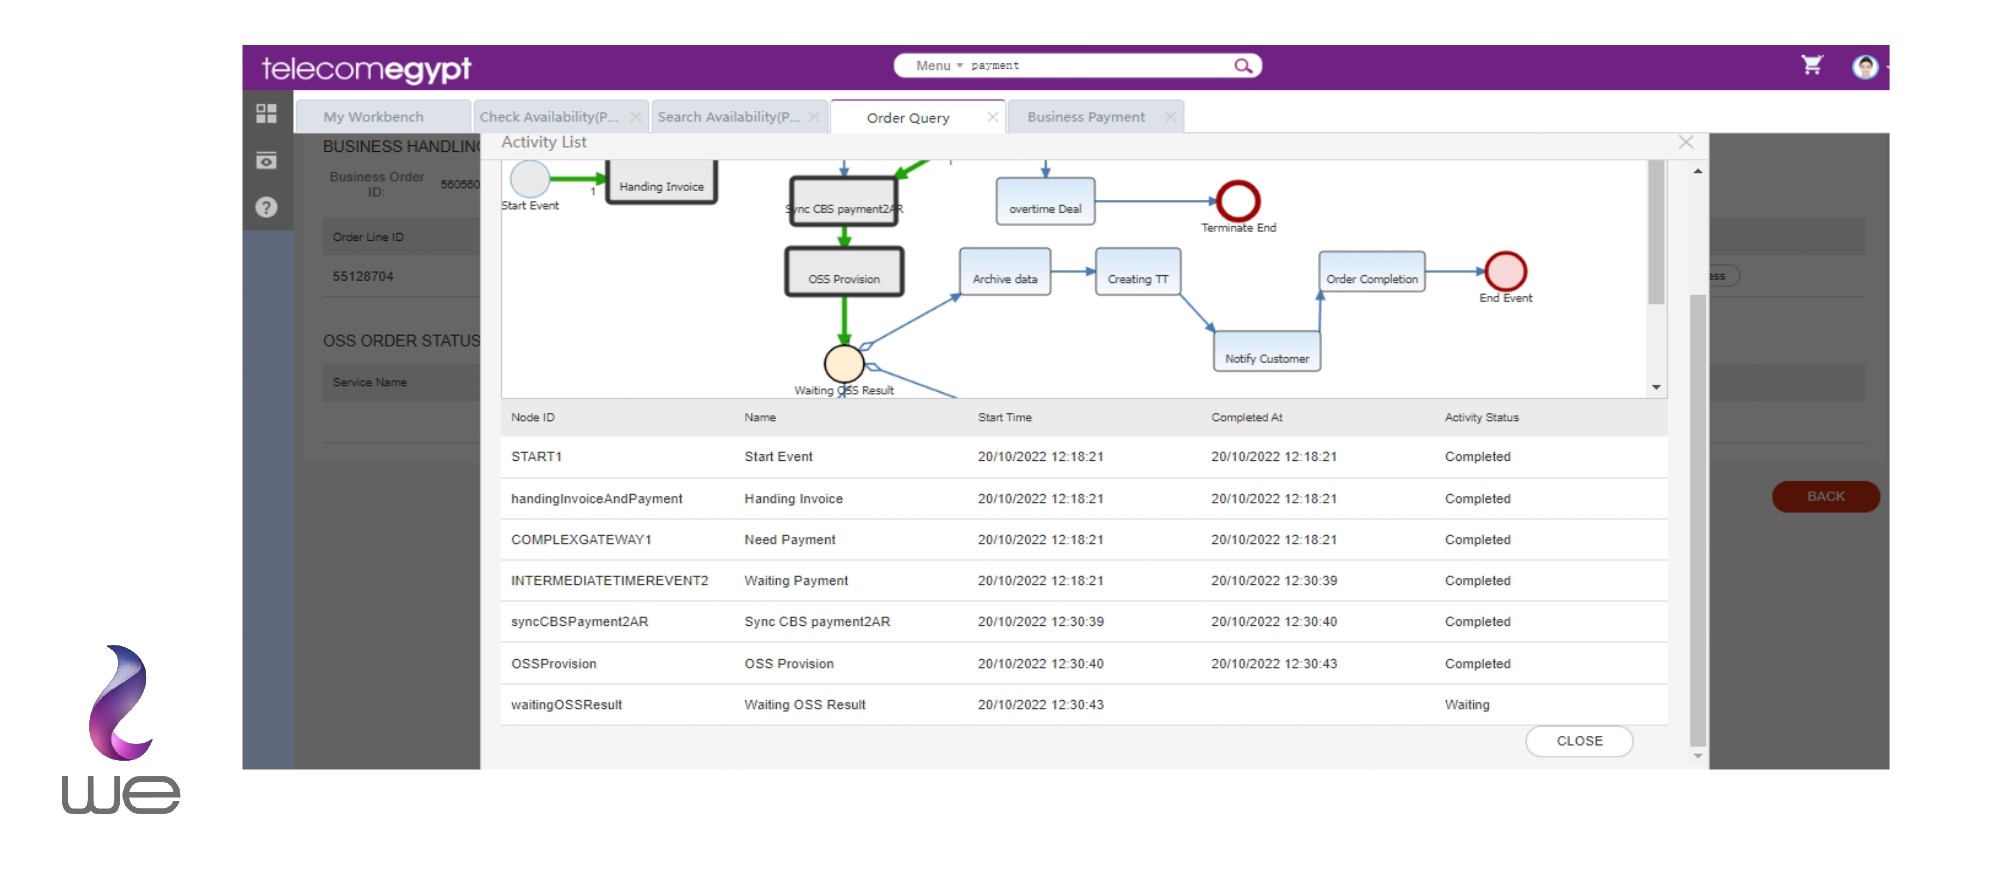 telecomegypt
Menu payment
My Workbench
Check Availability(P...
Search Availability(P...
Order Query
Business Payment
BUSINESS HANDLING
Activity List
Business Order ID:
560560
Start Event
1
Handing Invoice
Sync CBS payment2AR
overtime Deal
Terminate End
Order Line ID
55128704
OSS Provision
Archive data
Creating TT
Order Completion
End Event
ess
OSS ORDER STATUS
Notify Customer
Service Name
Waiting OSS Result
Node ID Name Start Time Completed At Activity Status
START1 Start Event 20/10/2022 12:18:21 20/10/2022 12:18:21 Completed
handingInvoiceAndPayment Handing Invoice 20/10/2022 12:18:21 20/10/2022 12:18:21 Completed
COMPLEXGATEWAY1 Need Payment 20/10/2022 12:18:21 20/10/2022 12:18:21 Completed
INTERMEDIATETIMEREVENT2 Waiting Payment 20/10/2022 12:18:21 20/10/2022 12:30:39 Completed
syncCBSPayment2AR Sync CBS payment2AR 20/10/2022 12:30:39 20/10/2022 12:30:40 Completed
OSSProvision OSS Provision 20/10/2022 12:30:40 20/10/2022 12:30:43 Completed
waitingOSSResult Waiting OSS Result 20/10/2022 12:30:43 Waiting
BACK
CLOSE
we